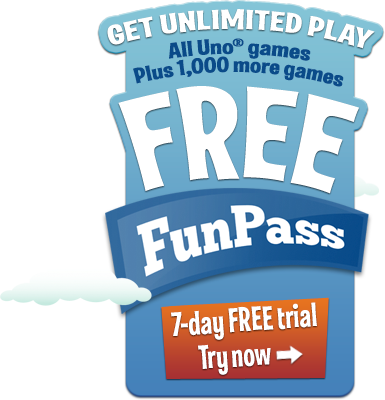 GET UNLIMITED PLAY
All Uno® games
Plus 1,000 more games
FREE
FunPass
7-day FREE trial
Try now ➞